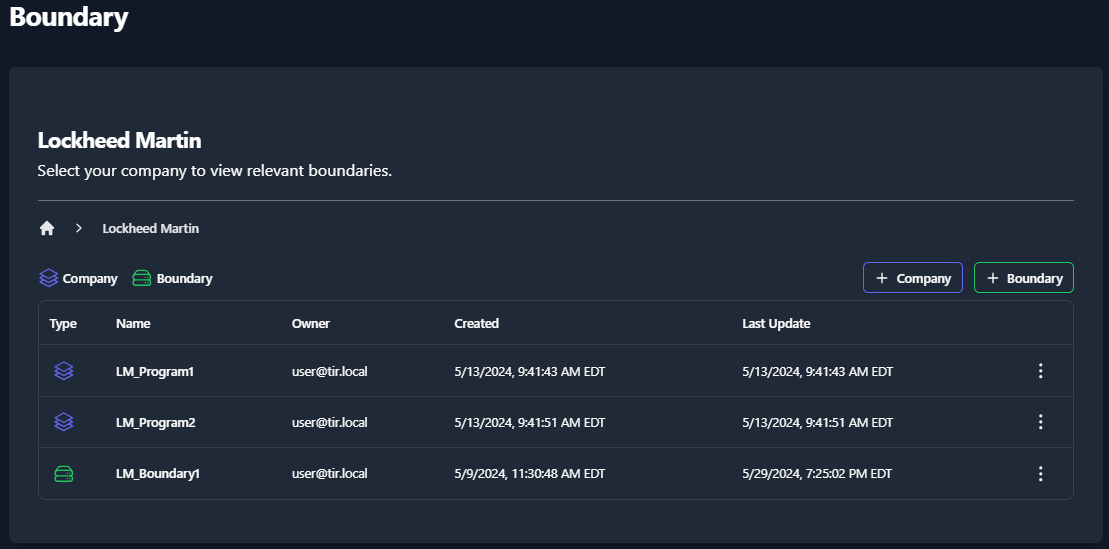 Boundary
Lockheed Martin
Select your company to view relevant boundaries.
Lockheed Martin
Company Boundary + Company + Boundary
Type Name Owner Created Last Update
LM_Program1 user@tir.local 5/13/2024, 9:41:43 AM EDT 5/13/2024, 9:41:43 AM EDT
LM_Program2 user@tir.local 5/13/2024, 9:41:51 AM EDT 5/13/2024, 9:41:51 AM EDT
LM_Boundary1 user@tir.local 5/9/2024, 11:30:48 AM EDT 5/29/2024, 7:25:02 PM EDT